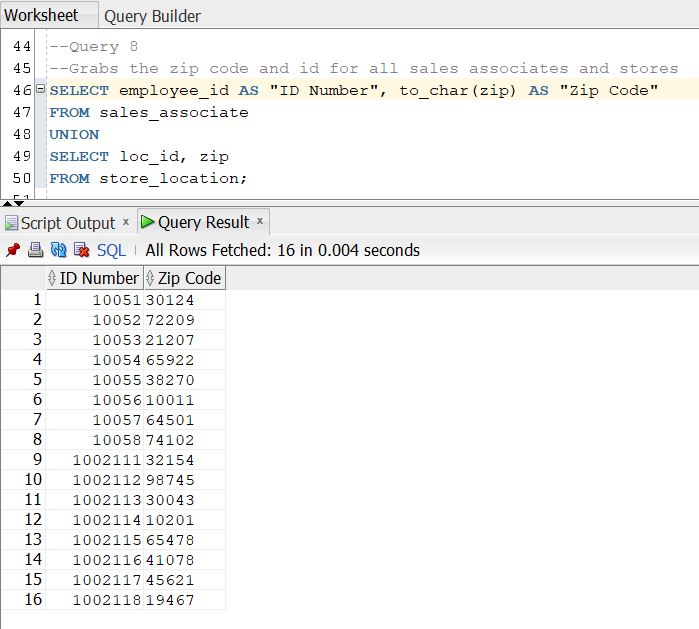 Worksheet Query Builder
44 --Query 8
45 --Grabs the zip code and id for all sales associates and stores
46 SELECT employee_id AS "ID Number", to_char(zip) AS "Zip Code"
47 FROM sales_associate
48 UNION
49 SELECT loc_id, zip
50 FROM store_location;
Script Output x Query Result x
SQL All Rows Fetched: 16 in 0.004 seconds
ID Number Zip Code
1 10051 30124
2 10052 72209
3 10053 21207
4 10054 65922
5 10055 38270
6 10056 10011
7 10057 64501
8 10058 74102
9 1002111 32154
10 1002112 98745
11 1002113 30043
12 1002114 10201
13 1002115 65478
14 1002116 41078
15 1002117 45621
16 1002118 19467